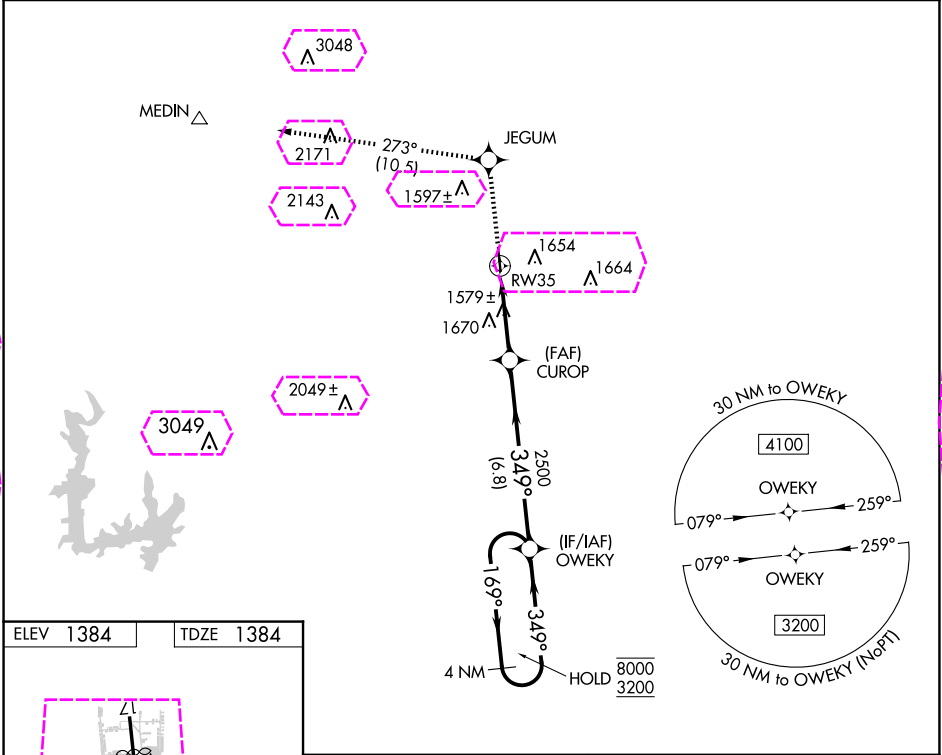 3048
MEDIN
JEGUM
2171
273°
(10.5)
1597±
2143
1654
1664
RW35
1579±
1670
(FAF)
CUROP
2049±
3049
30 NM to OWEKY
4100
OWEKY
079°
259°
079°
259°
OWEKY
3200
30 NM to OWEKY (NoPT)
2500
349°
(6.8)
(IF/IAF)
OWEKY
169°
349°
4 NM
HOLD
8000
3200
ELEV 1384
TDZE 1384
17